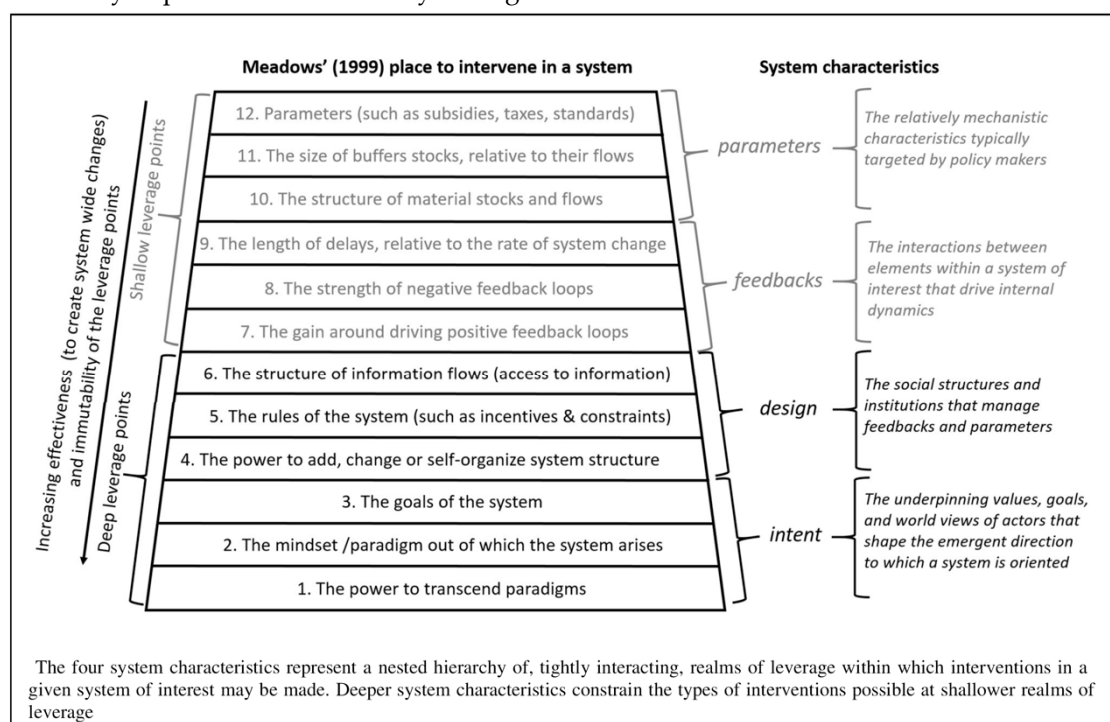 Meadows' (1999) place to intervene in a system
System characteristics
Increasing effectiveness (to create system wide changes)
and immutability of the leverage points
Shallow leverage points
Deep leverage points
12. Parameters (such as subsidies, taxes, standards)
11. The size of buffers stocks, relative to their flows
10. The structure of material stocks and flows
9. The length of delays, relative to the rate of system change
8. The strength of negative feedback loops
7. The gain around driving positive feedback loops
6. The structure of information flows (access to information)
5. The rules of the system (such as incentives & constraints)
4. The power to add, change or self-organize system structure
3. The goals of the system
2. The mindset /paradigm out of which the system arises
1. The power to transcend paradigms
parameters
The relatively mechanistic
characteristics typically
targeted by policy makers
feedbacks
The interactions between
elements within a system of
interest that drive internal
dynamics
design
The social structures and
institutions that manage
feedbacks and parameters
intent
The underpinning values, goals,
and world views of actors that
shape the emergent direction
to which a system is oriented
The four system characteristics represent a nested hierarchy of, tightly interacting, realms of leverage within which interventions in a
given system of interest may be made. Deeper system characteristics constrain the types of interventions possible at shallower realms of
leverage